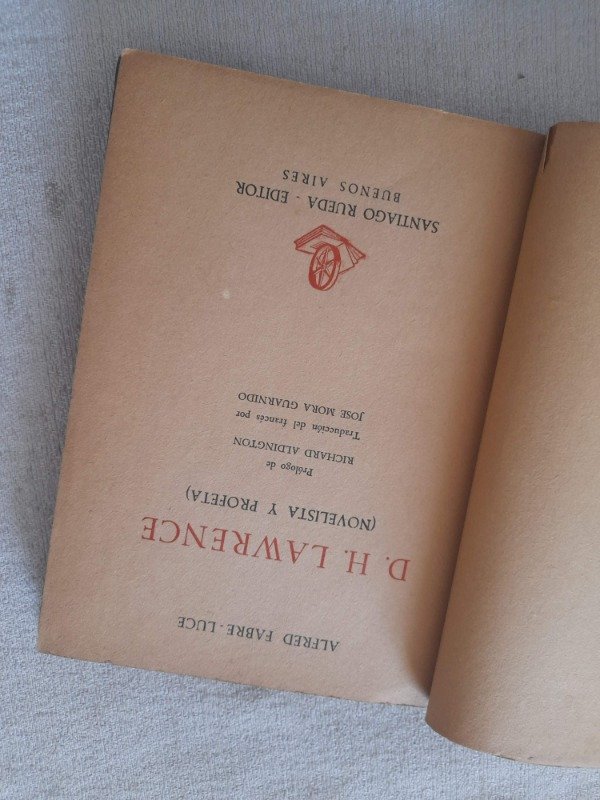 ALFRED FABRE-LUCE
D. H. LAWRENCE
(NOVELISTA Y PROFETA)
Prólogo de
RICHARD ALDINGTON
Traducción del francés por
JOSE MORA GUARNIDO
SANTIAGO RUEDA - EDITOR
BUENOS AIRES